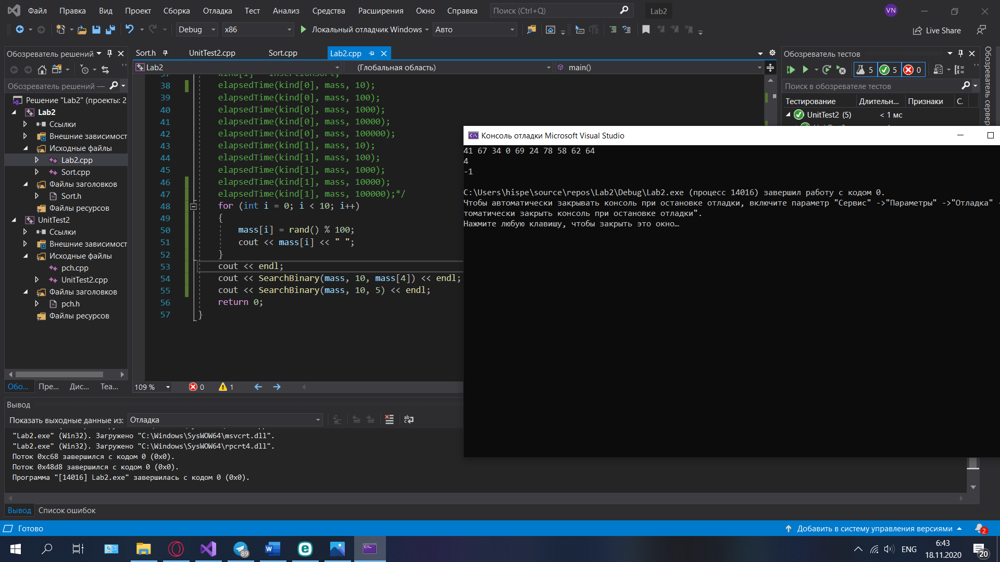 Файл Правка Вид Проект Сборка Отладка Тест Анализ Средства Расширения Окно Справка Поиск (Ctrl+Q) Lab2 VN
Debug x86 Локальный отладчик Windows Авто Live Share
Обозреватель решений
Обозреватель решений —
Решение "Lab2" (проекты: 2
Lab2
Ссылки
Внешние зависимост
Исходные файлы
Lab2.cpp
Sort.cpp
Файлы заголовков
Sort.h
Файлы ресурсов
UnitTest2
Ссылки
Внешние зависимост
Исходные файлы
pch.cpp
UnitTest2.cpp
Файлы заголовков
pch.h
Файлы ресурсов
Обо... Пре... Дис... Теа...
Sort.h UnitTest2.cpp Sort.cpp Lab2.cpp
Lab2 (Глобальная область) main()
37 kind[1] = InsertionSort;
38 elapsedTime(kind[0], mass, 10);
39 elapsedTime(kind[0], mass, 100);
40 elapsedTime(kind[0], mass, 1000);
41 elapsedTime(kind[0], mass, 10000);
42 elapsedTime(kind[0], mass, 100000);
43 elapsedTime(kind[1], mass, 10);
44 elapsedTime(kind[1], mass, 100);
45 elapsedTime(kind[1], mass, 1000);
46 elapsedTime(kind[1], mass, 10000);
47 elapsedTime(kind[1], mass, 100000);*/
48 for (int i = 0; i < 10; i++)
49 {
50 mass[i] = rand() % 100;
51 cout << mass[i] << " ";
52 }
53 cout << endl;
54 cout << SearchBinary(mass, 10, mass[4]) << endl;
55 cout << SearchBinary(mass, 10, 5) << endl;
56 return 0;
57 }
109 % 0 1
Обозреватель тестов
5 5 0
Поиск в обозревателе тестов
Тестирование Длительн... Признаки С.
UnitTest2 (5) < 1 мс
Обозреватель сервер
Консоль отладки Microsoft Visual Studio
41 67 34 0 69 24 78 58 62 64
4
-1
C:\Users\hispe\source\repos\Lab2\Debug\Lab2.exe (процесс 14016) завершил работу с кодом 0.
Чтобы автоматически закрывать консоль при остановке отладки, включите параметр "Сервис" ->"Параметры" ->"Отладка" -
томатически закрыть консоль при остановке отладки".
Нажмите любую клавишу, чтобы закрыть это окно…
Вывод
Показать выходные данные из: Отладка
"Lab2.exe" (Win32). Загружено "C:\Windows\SysWOW64\msvcrt.dll".
"Lab2.exe" (Win32). Загружено "C:\Windows\SysWOW64\rpcrt4.dll".
Поток 0xc68 завершился с кодом 0 (0x0).
Поток 0x48d8 завершился с кодом 0 (0x0).
Программа "[14016] Lab2.exe" завершилась с кодом 0 (0x0).
Вывод Список ошибок
Готово Добавить в систему управления версиями 2
89 ENG 6:43
18.11.2020 20